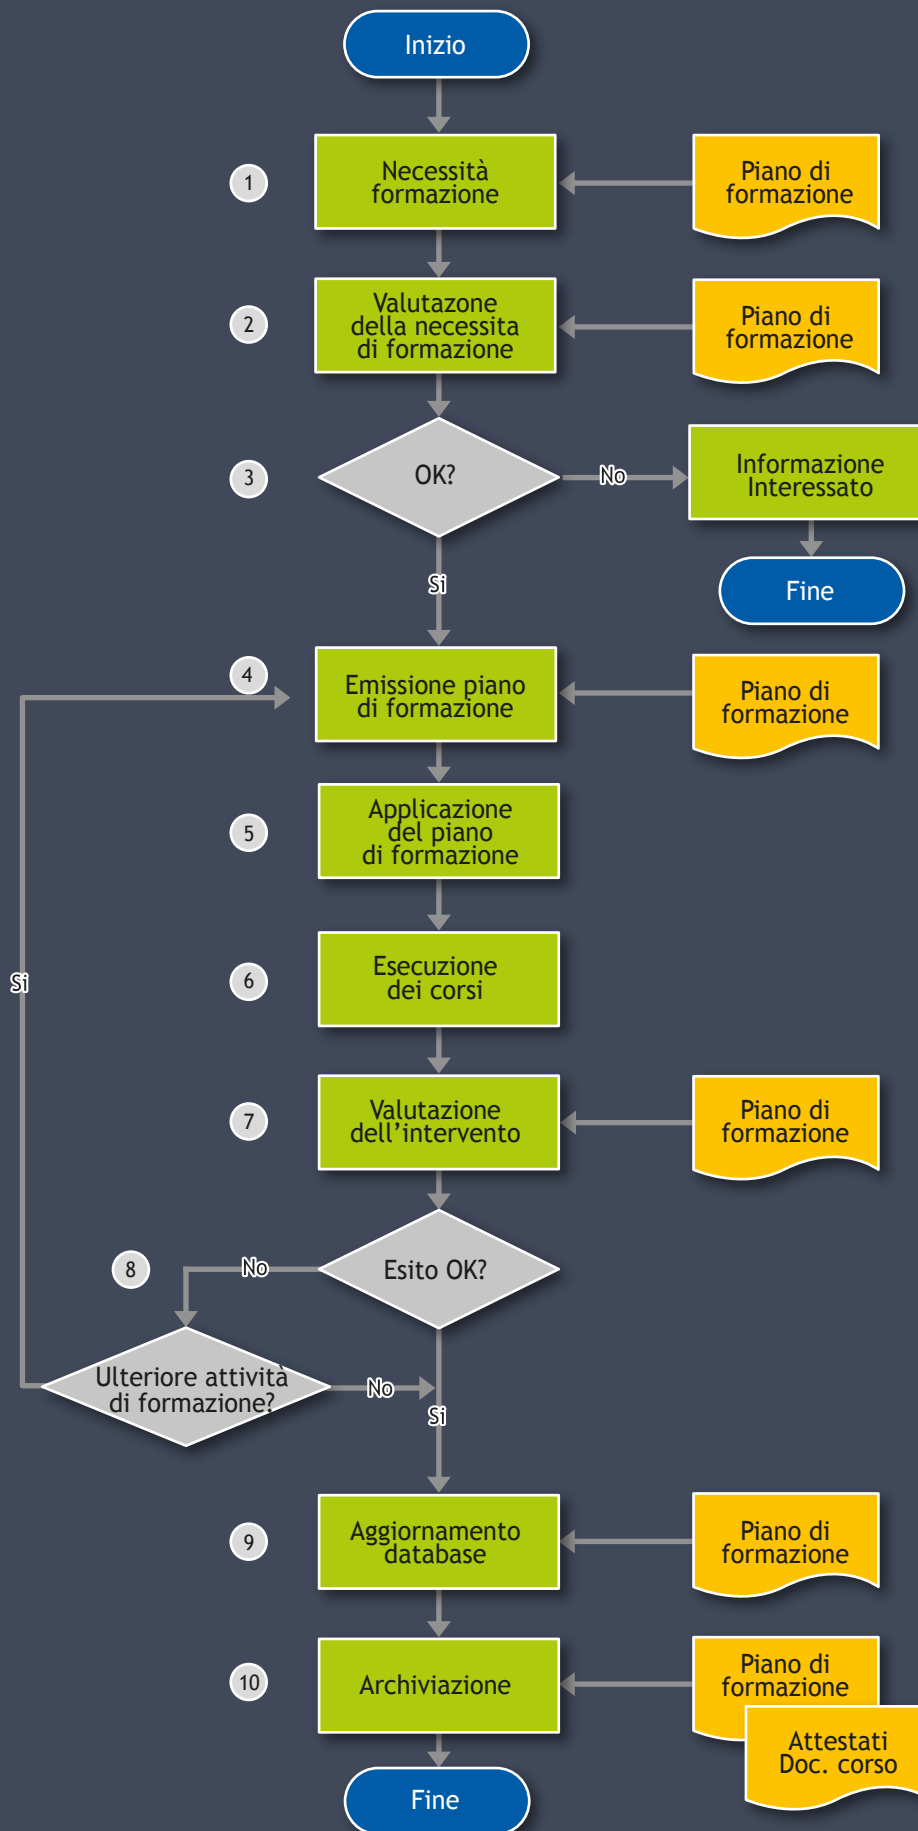 Inizio
1
Necessità
formazione
Piano di
formazione
2
Valutazone
della necessita
di formazione
Piano di
formazione
3
OK?
No
Informazione
Interessato
Si
Fine
4
Emissione piano
di formazione
Piano di
formazione
5
Applicazione
del piano
di formazione
6
Esecuzione
dei corsi
Si
7
Valutazione
dell'intervento
Piano di
formazione
8
No
Esito OK?
Ulteriore attività
di formazione?
No
Si
9
Aggiornamento
database
Piano di
formazione
10
Archiviazione
Piano di
formazione
Attestati
Doc. corso
Fine